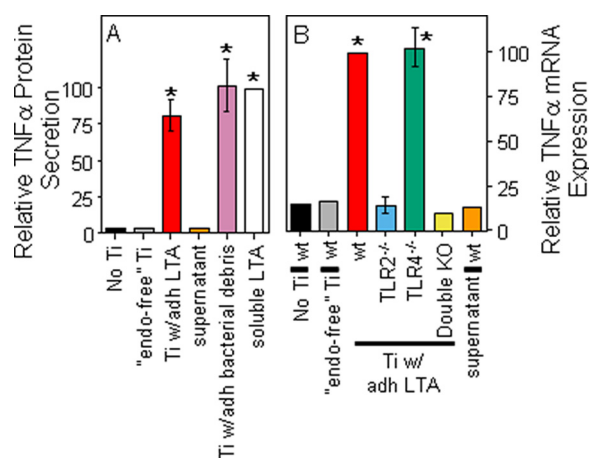 A
Relative TNFα Protein
Secretion
100
75
50
25
0
*
*
*
No Ti
"endo-free" Ti
Ti w/adh LTA
supernatant
Ti w/adh bacterial debris
soluble LTA
B
*
*
100
75
50
25
0
Relative TNFα mRNA
Expression
No Ti wt
"endo-free" Ti wt
wt
TLR2-/-
TLR4-/-
Double KO
supernatant wt
Ti w/
adh LTA